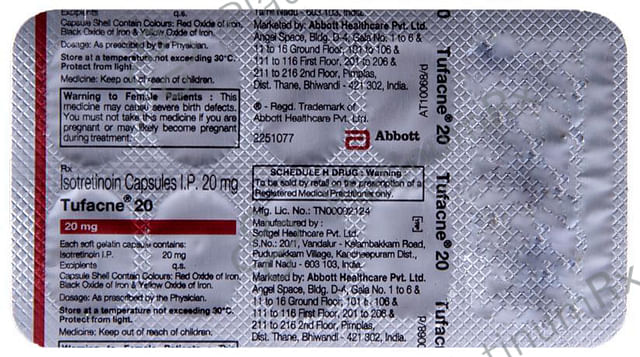 Excipients q.s.
Capsule Shell Contain Colours: Red Oxide of Iron,
Black Oxide of Iron & Yellow Oxide of Iron.
Dosage: As prescribed by the Physician.
Store at a temperature not exceeding 30°C.
Protect from light.
Medicine: Keep out of reach of children.
Warning to Female Patients : This
medicine may cause severe birth defects.
You must not take this medicine if you are
pregnant or may likely become pregnant
during treatment.
Rx
Isotretinoin Capsules I.P. 20 mg
Tufacne® 20
20 mg
Each soft gelatin capsule contains:
Isotretinoin I.P. 20 mg
Excipients q.s.
Capsule Shell Contain Colours: Red Oxide of Iron,
Black Oxide of Iron & Yellow Oxide of Iron.
Dosage: As prescribed by the Physician.
Store at a temperature not exceeding 30°C.
Protect from light.
Medicine: Keep out of reach of children.
Warning to Female Patients : This
Tamil Nadu - 603 103, India.
Marketed by: Abbott Healthcare Pvt. Ltd.
Angel Space, Bldg. D-4, Gala No. 1 to 6 &
11 to 16 Ground Floor, 101 to 106 &
111 to 116 First Floor, 201 to 206 &
211 to 216 2nd Floor, Pimplas,
Dist. Thane, Bhiwandi - 421 302, India.
® - Regd. Trademark of
Abbott Healthcare Pvt. Ltd.
2251077
Abbott
SCHEDULE H DRUG : Warning :
To be sold by retail on the prescription of a
Registered Medical Practitioner only.
Mfg. Lic. No.: TN00002124
Manufactured by :
Softgel Healthcare Pvt. Ltd.
S.No.: 20/1, Vandalur - Kelambakkam Road,
Pudupakkam Village, Kancheepuram Dist.,
Tamil Nadu - 603 103, India.
Marketed by: Abbott Healthcare Pvt. Ltd.
Angel Space, Bldg. D-4, Gala No. 1 to 6 &
11 to 16 Ground Floor, 101 to 106 &
111 to 116 First Floor, 201 to 206 &
211 to 216 2nd Floor, Pimplas,
Dist. Thane, Bhiwandi - 421 302, India.
AT10068/p
Tufacne® 20
Tufacne® 20